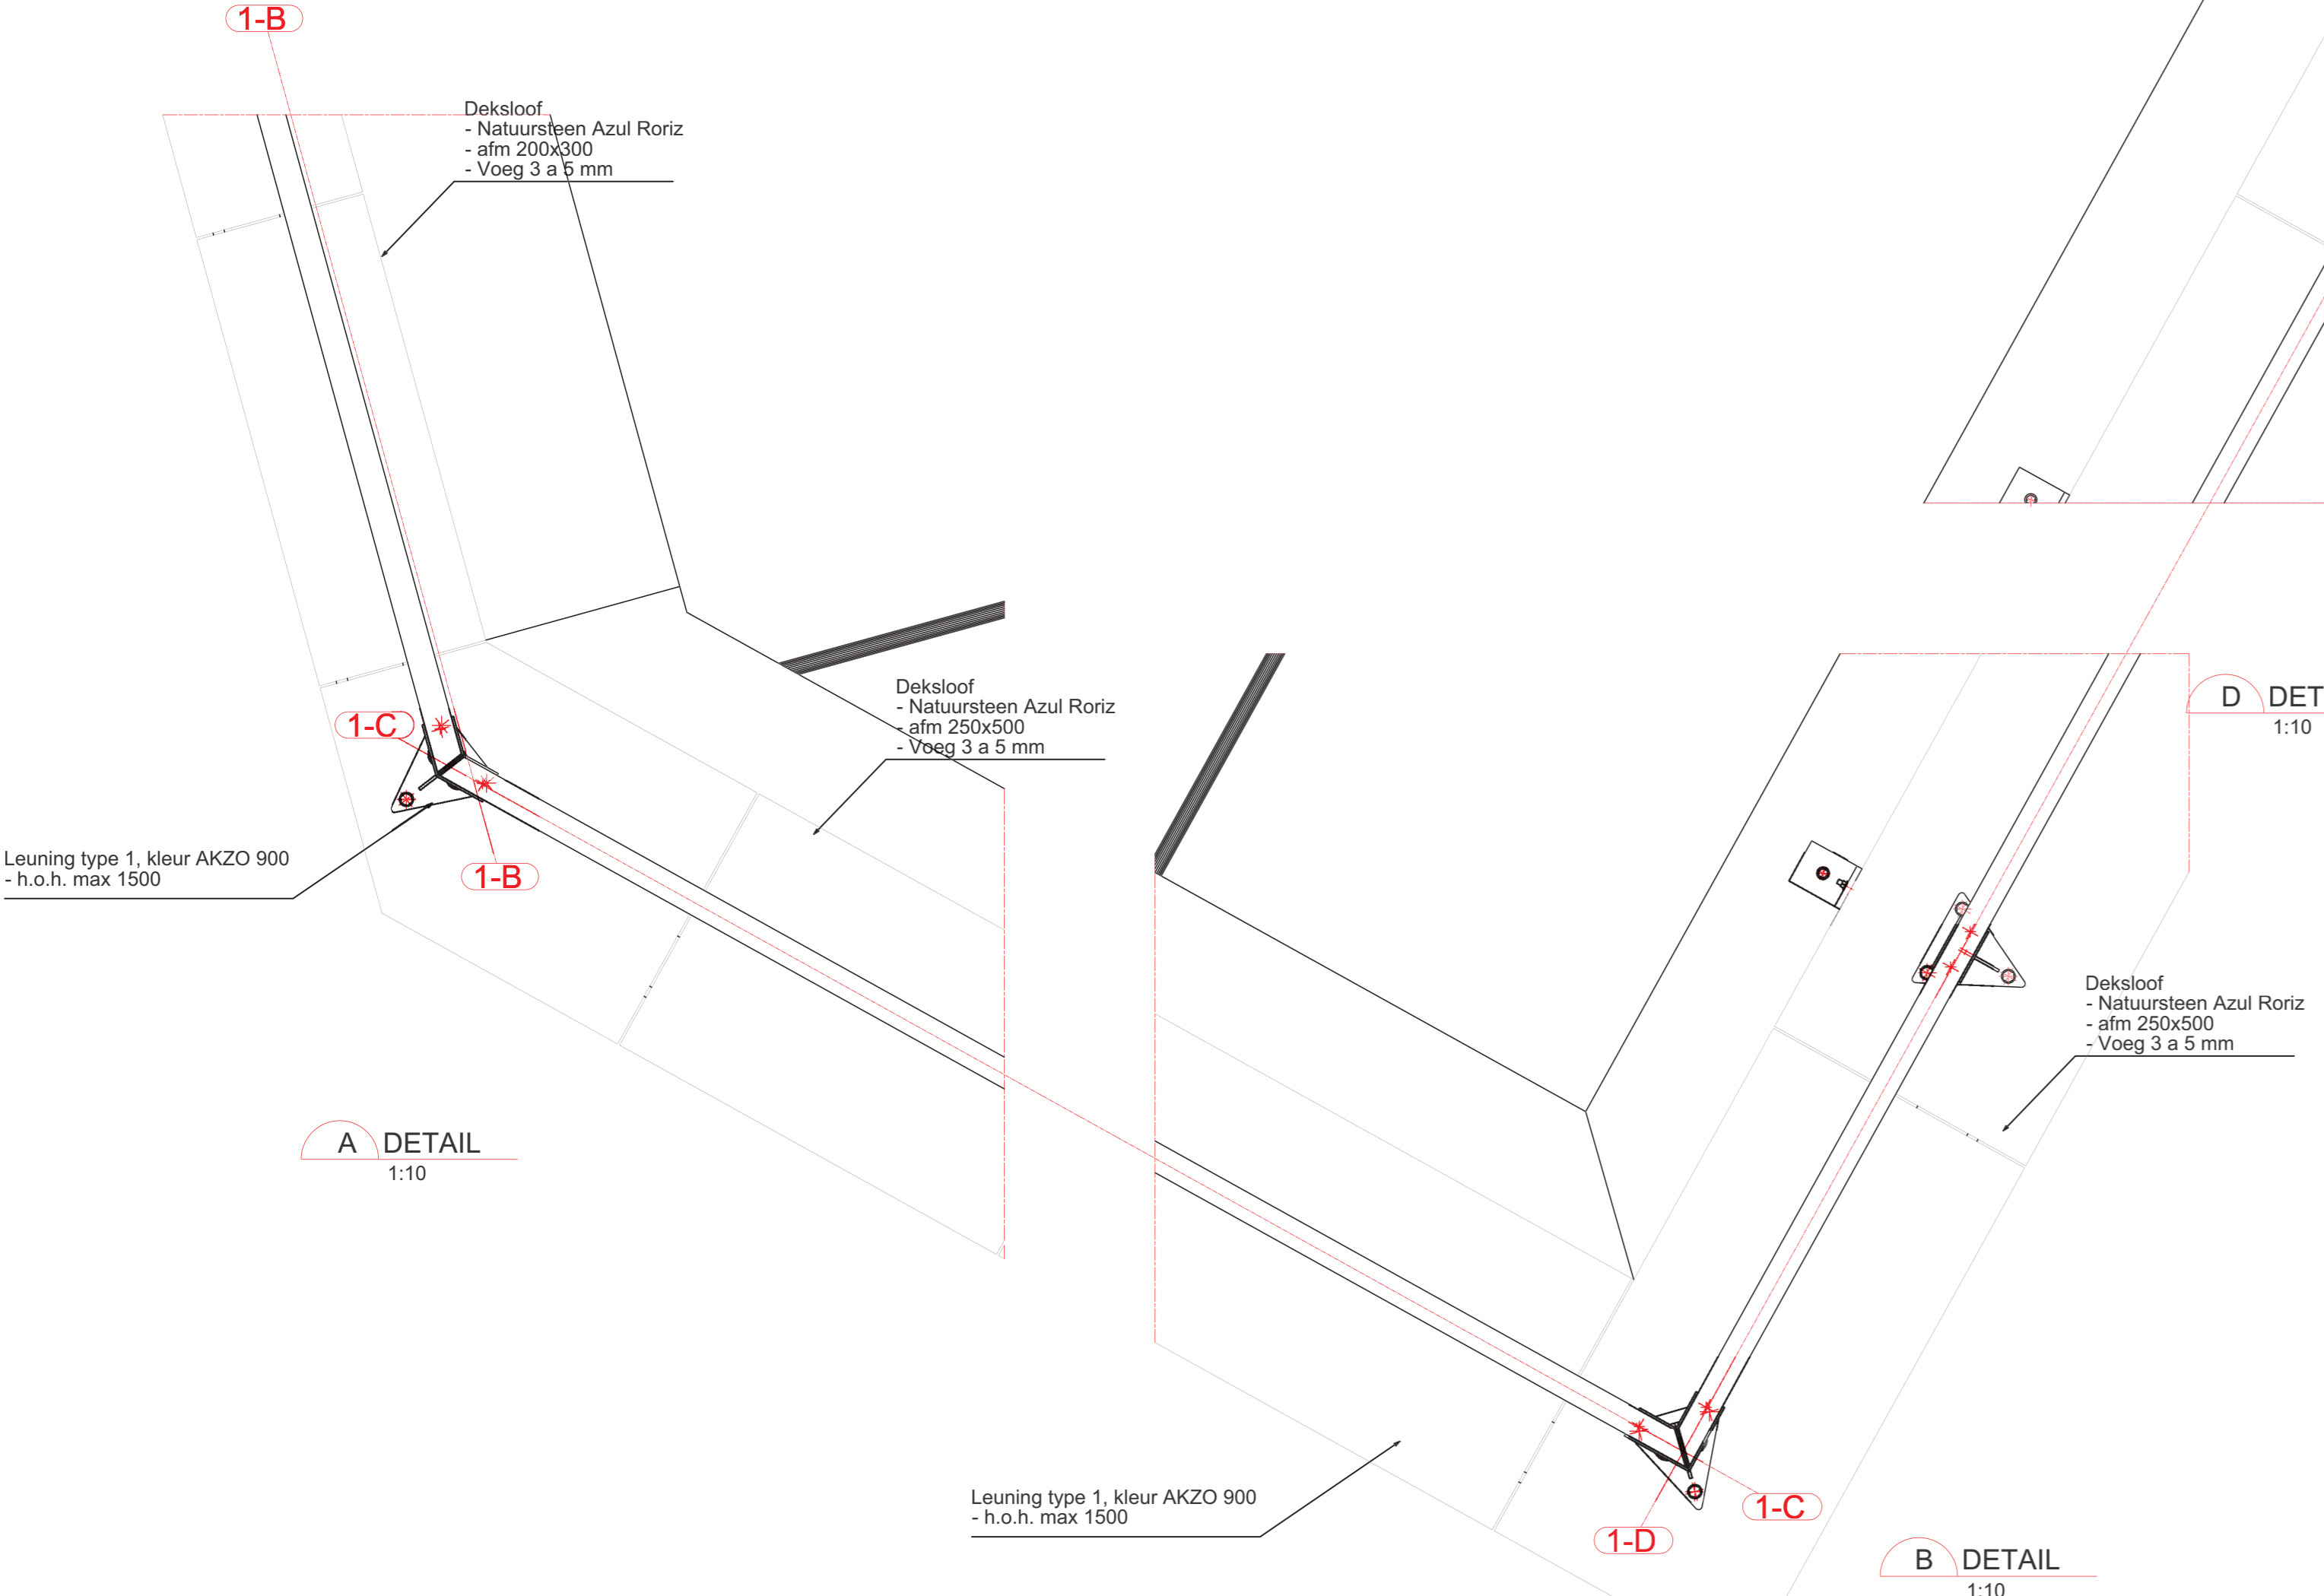 1-B
Deksloof
- Natuursteen Azul Roriz
- afm 200x300
- Voeg 3 a 5 mm
Deksloof
- Natuursteen Azul Roriz
- afm 250x500
- Voeg 3 a 5 mm
1-C
Leuning type 1, kleur AKZO 900
- h.o.h. max 1500
1-B
A DETAIL
1:10
D DET
1:10
Deksloof
- Natuursteen Azul Roriz
- afm 250x500
- Voeg 3 a 5 mm
Leuning type 1, kleur AKZO 900
- h.o.h. max 1500
1-C
1-D
B DETAIL
1:10